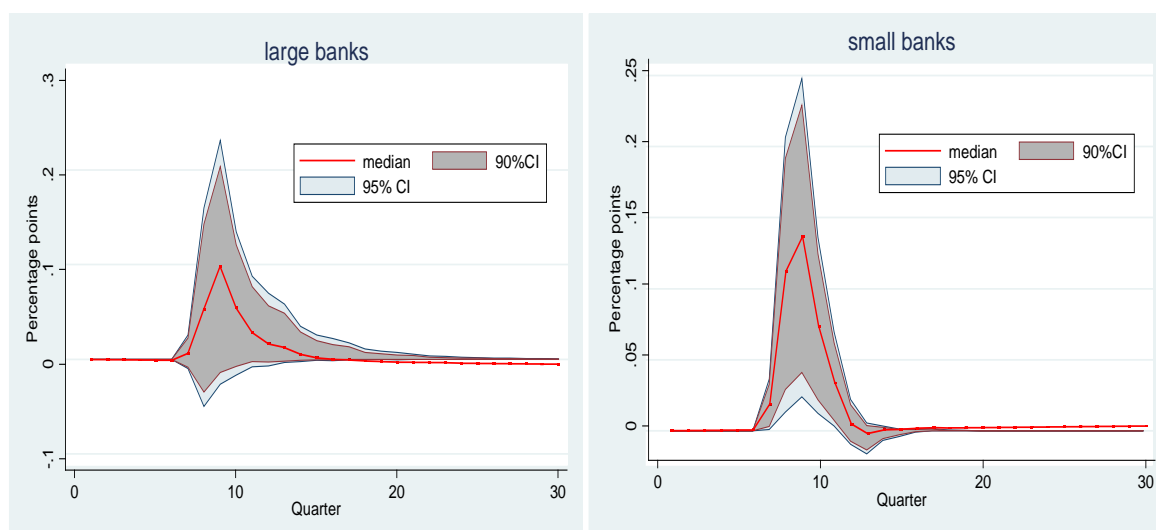 large banks
Percentage points
.3
.2
.1
0
-.1
median
90%CI
95% CI
0
10
20
30
Quarter
small banks
Percentage points
.25
.2
.15
.1
.05
0
median
90%CI
95% CI
0
10
20
30
Quarter